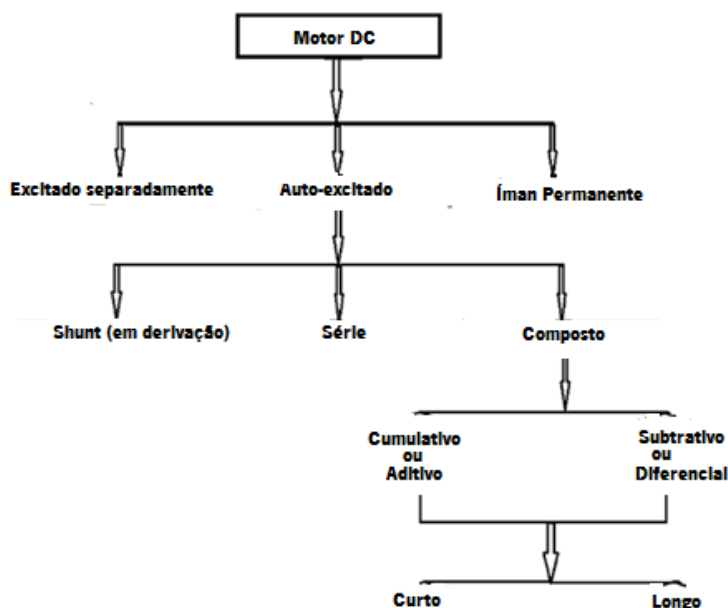 Motor DC
Excitado separadamente
Auto-excitado
Íman Permanente
Shunt (em derivação)
Série
Composto
Cumulativo
ou
Aditivo
Subtrativo
ou
Diferencial
Curto
Longo